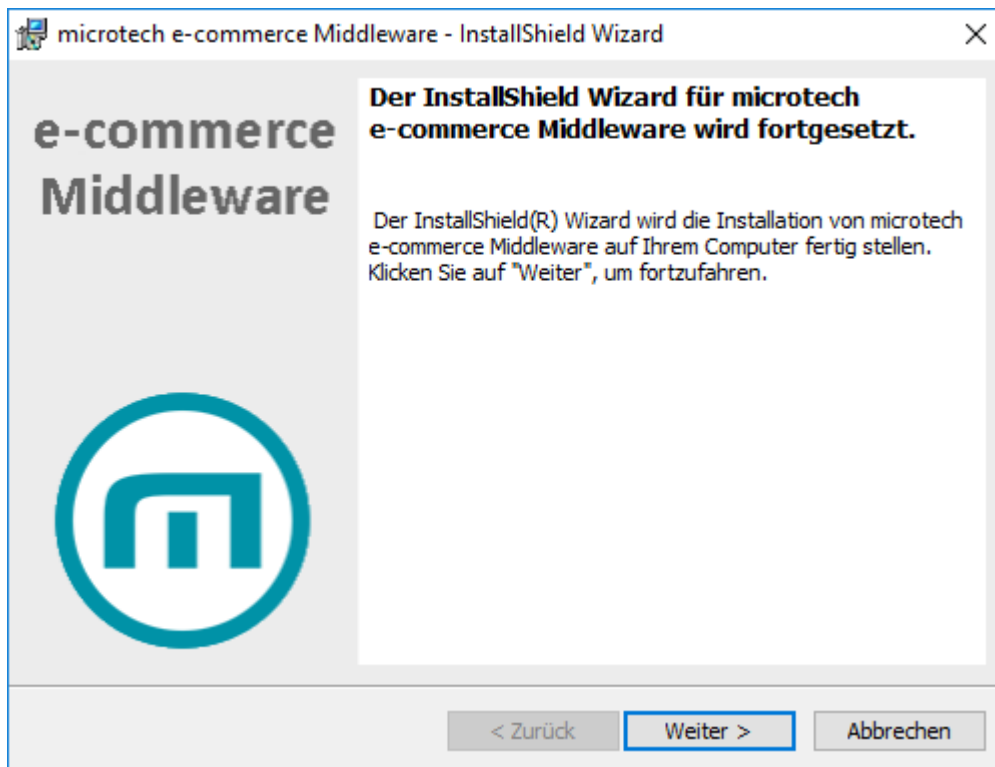 microtech e-commerce Middleware - InstallShield Wizard
e-commerce
Middleware
Der InstallShield Wizard für microtech
e-commerce Middleware wird fortgesetzt.
Der InstallShield(R) Wizard wird die Installation von microtech
e-commerce Middleware auf Ihrem Computer fertig stellen.
Klicken Sie auf "Weiter", um fortzufahren.
< Zurück
Weiter >
Abbrechen